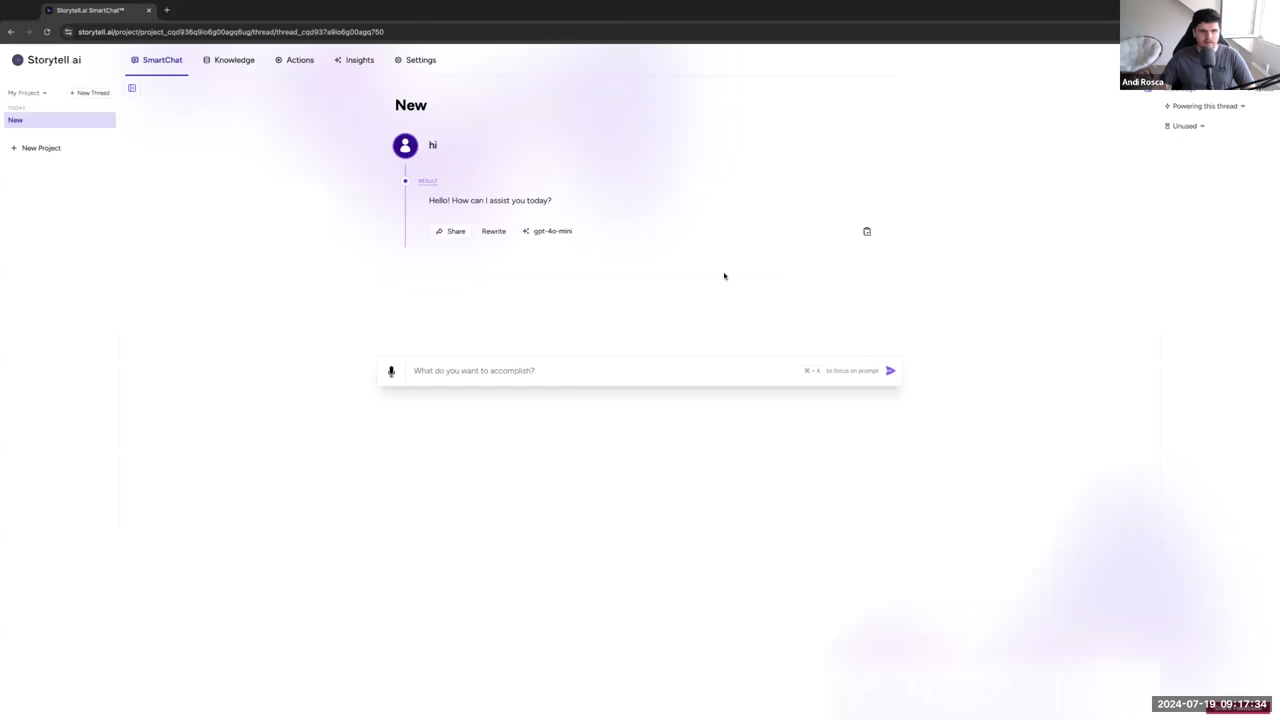 Storytell.ai SmartChat™
storytell.ai/project/project_cqd936q9io6g00agq6ug/thread/thread_cqd937a9io6g00agq750
Storytell.ai
SmartChat
Knowledge
Actions
Insights
Settings
Andi Rosca
My Project
+ New Thread
TODAY
New
+ New Project
New
hi
RESULT
Hello! How can I assist you today?
Share
Rewrite
gpt-4o-mini
What do you want to accomplish?
⌘ + K to focus on prompt
Powering this thread
Unused
2024-07-19 09:17:34